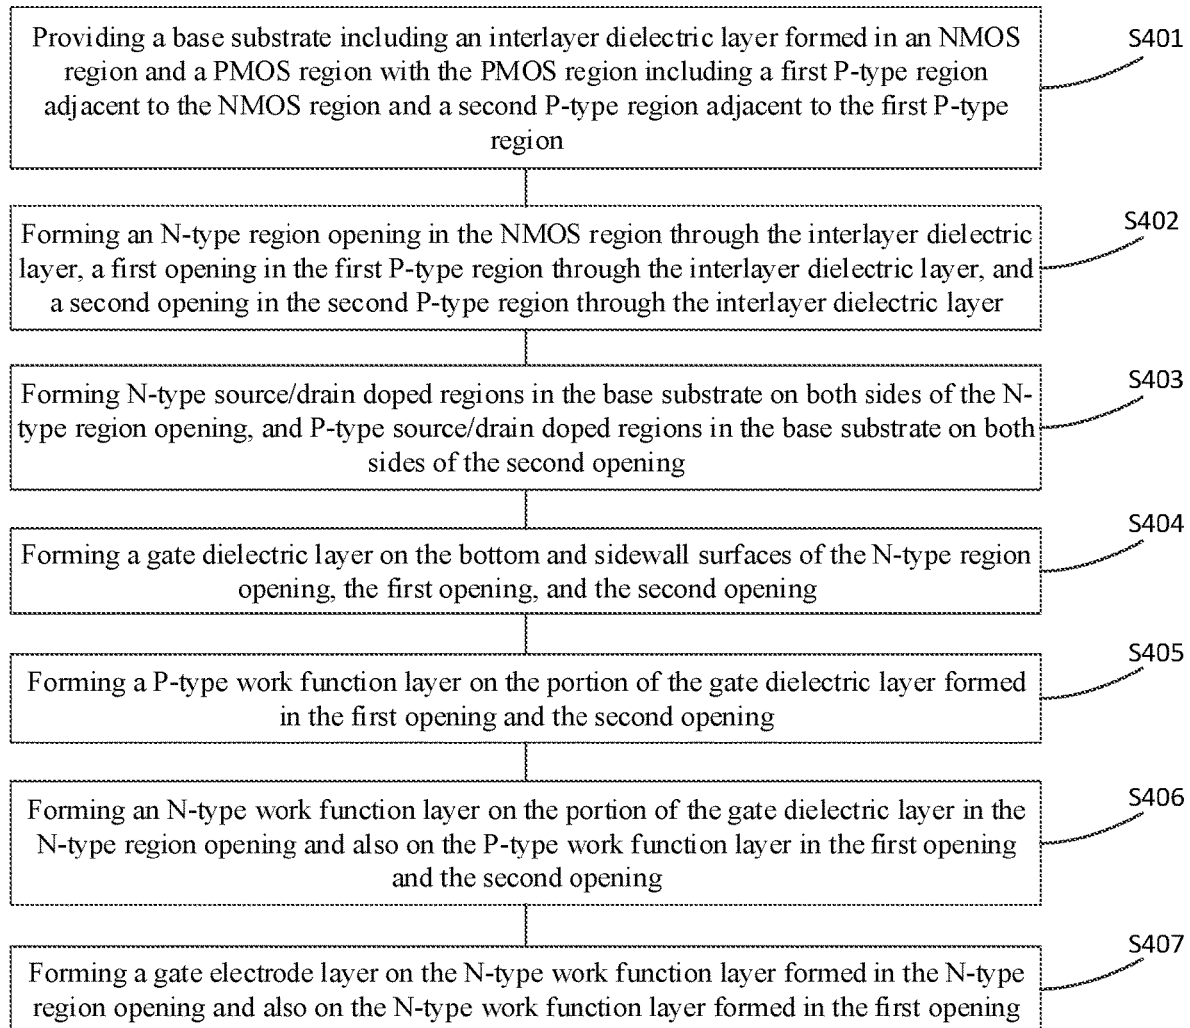 Providing a base substrate including an interlayer dielectric layer formed in an NMOS
region and a PMOS region with the PMOS region including a first P-type region
adjacent to the NMOS region and a second P-type region adjacent to the first P-type
region
S401
Forming an N-type region opening in the NMOS region through the interlayer dielectric
layer, a first opening in the first P-type region through the interlayer dielectric layer, and
a second opening in the second P-type region through the interlayer dielectric layer
S402
Forming N-type source/drain doped regions in the base substrate on both sides of the N-
type region opening, and P-type source/drain doped regions in the base substrate on both
sides of the second opening
S403
Forming a gate dielectric layer on the bottom and sidewall surfaces of the N-type region
opening, the first opening, and the second opening
S404
Forming a P-type work function layer on the portion of the gate dielectric layer formed
in the first opening and the second opening
S405
Forming an N-type work function layer on the portion of the gate dielectric layer in the
N-type region opening and also on the P-type work function layer in the first opening
and the second opening
S406
Forming a gate electrode layer on the N-type work function layer formed in the N-type
region opening and also on the N-type work function layer formed in the first opening
S407